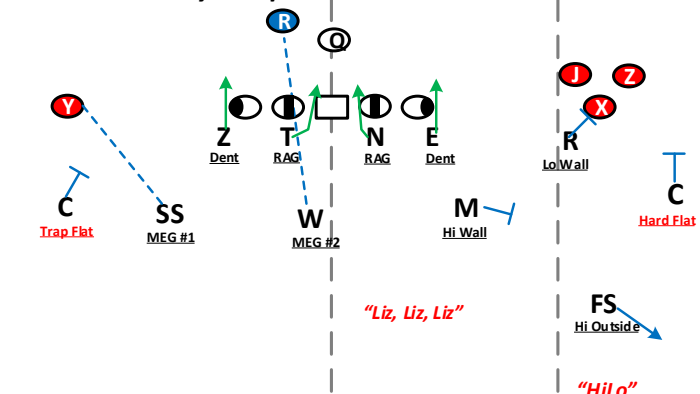 R
Q
J
Z
X
Y
Z
T
N
E
R
Dent
RAG
RAG
Dent
Lo Wall
C
SS
W
M
C
Trap Flat
MEG #1
MEG #2
Hi Wall
Hard Flat
FS
"Liz, Liz, Liz"
Hi Outside
"HiLo"